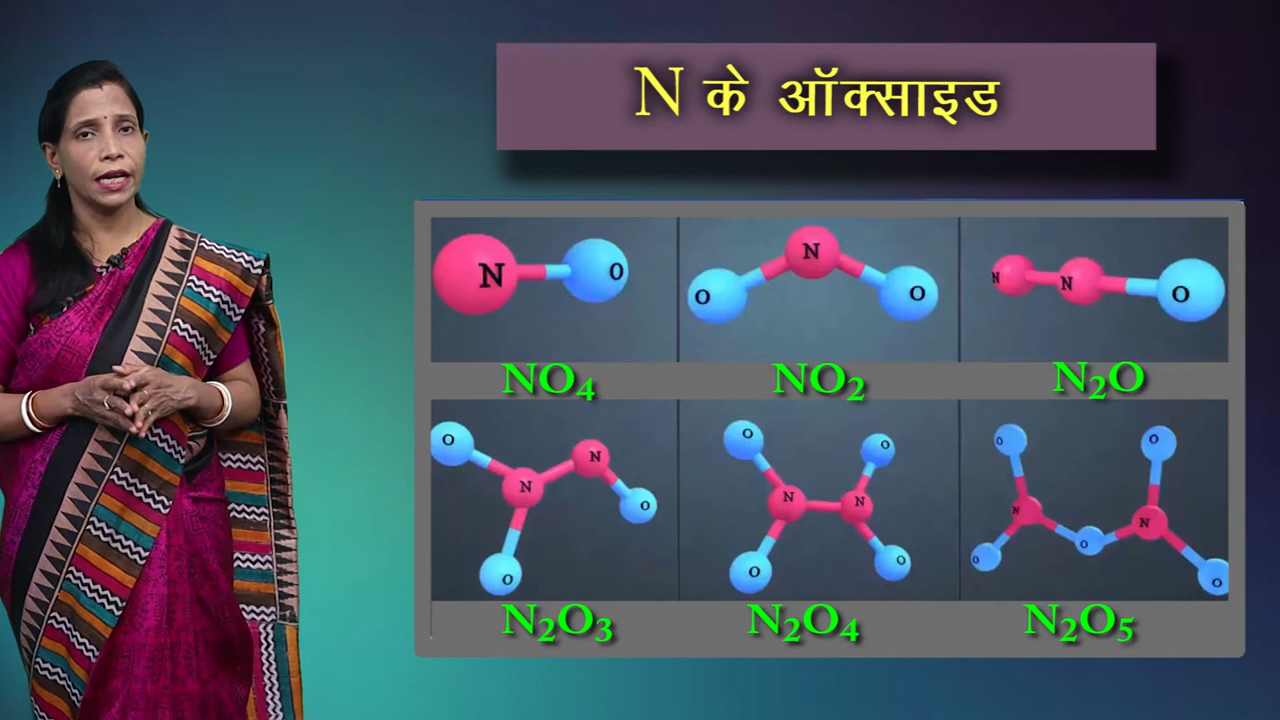 N के ऑक्साइड
N O
O N O
N N O
NO4 NO2 N2O
O N N O O
O O N N O O
O O N N O O O
N2O3 N2O4 N2O5